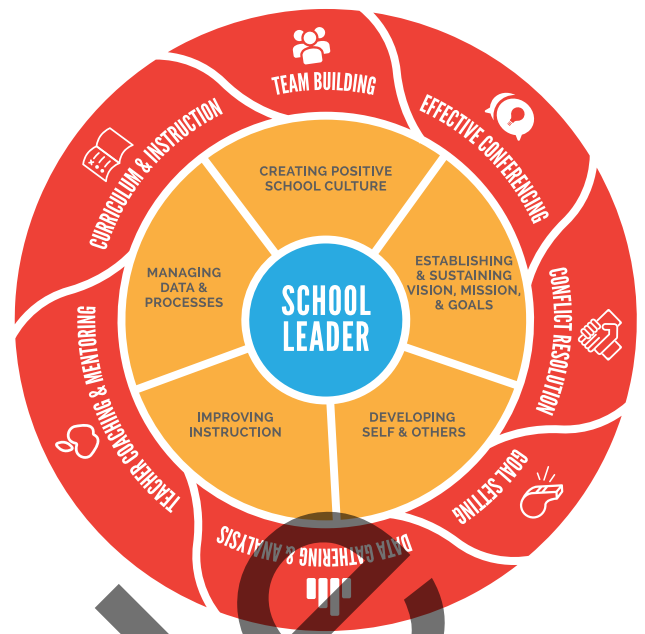 TEAM BUILDING
EFFECTIVE CONFERENCING
CONFLICT RESOLUTION
GOAL SETTING
DATA GATHERING & ANALYSIS
TEACHER COACHING & MENTORING
CURRICULUM & INSTRUCTION
CREATING POSITIVE
SCHOOL CULTURE
ESTABLISHING
& SUSTAINING
VISION, MISSION,
& GOALS
DEVELOPING
SELF & OTHERS
IMPROVING
INSTRUCTION
MANAGING
DATA &
PROCESSES
SCHOOL
LEADER